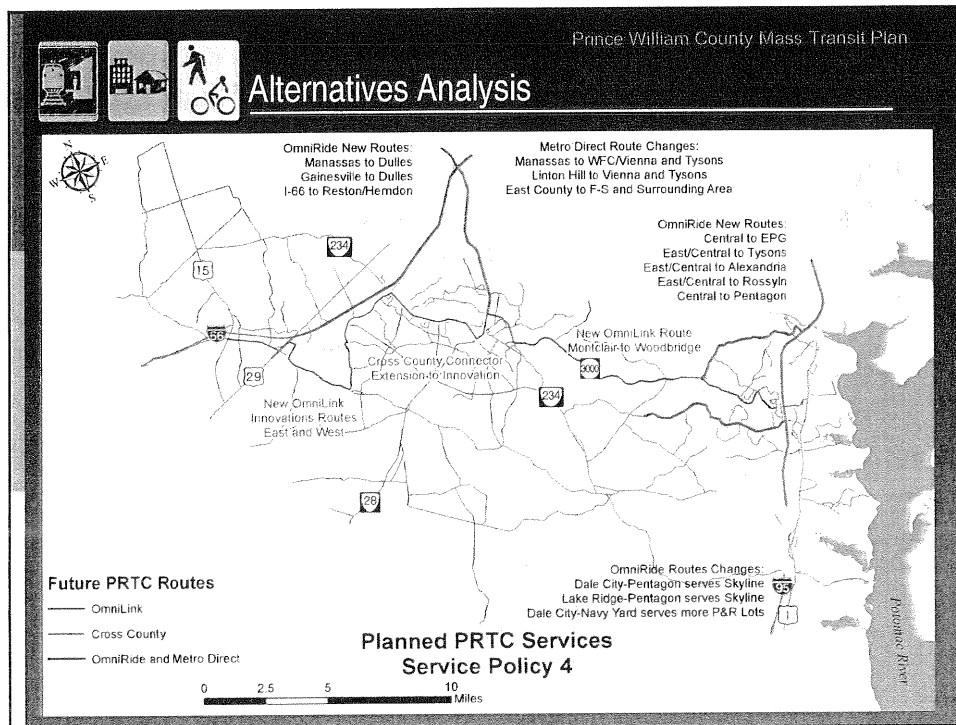 Prince William County Mass Transit Plan
Alternatives Analysis
N
E
W
S
OmniRide New Routes:
Manassas to Dulles
Gainesville to Dulles
I-66 to Reston/Herndon
Metro Direct Route Changes:
Manassas to WFC/Vienna and Tysons
Linton Hill to Vienna and Tysons
East County to F-S and Surrounding Area
OmniRide New Routes:
Central to EPG
East/Central to Tysons
East/Central to Alexandria
East/Central to Rossyln
Central to Pentagon
234
15
66
29
New OmniLink Route
Montclair to Woodbridge
3000
Cross County Connector
Extension to Innovation
234
New OmniLink
Innovations Routes
East and West
28
OmniRide Routes Changes:
Dale City-Pentagon serves Skyline
Lake Ridge-Pentagon serves Skyline
Dale City-Navy Yard serves more P&R Lots
95
1
Potomac River
Future PRTC Routes
OmniLink
Cross County
OmniRide and Metro Direct
Planned PRTC Services
Service Policy 4
0 2.5 5 10
Miles